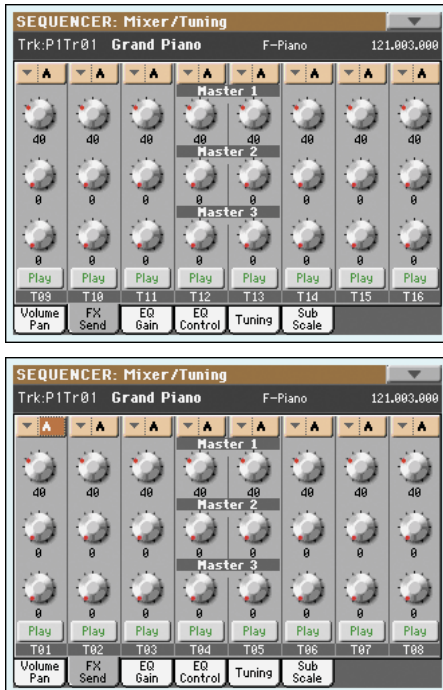 SEQUENCER: Mixer/Tuning
Trk:P1Tr01 Grand Piano F-Piano 121.003.000
A A A A A A A A
Master 1
40 40 40 40 40 40 40 40
Master 2
0 0 0 0 0 0 0 0
Master 3
0 0 0 0 0 0 0 0
Play Play Play Play Play Play Play Play
T09 T10 T11 T12 T13 T14 T15 T16
Volume Pan FX Send EQ Gain EQ Control Tuning Sub Scale
SEQUENCER: Mixer/Tuning
Trk:P1Tr01 Grand Piano F-Piano 121.003.000
A A A A A A A A
Master 1
40 40 40 40 40 40 40 40
Master 2
0 0 0 0 0 0 0 0
Master 3
0 0 0 0 0 0 0 0
Play Play Play Play Play Play Play Play
T01 T02 T03 T04 T05 T06 T07 T08
Volume Pan FX Send EQ Gain EQ Control Tuning Sub Scale